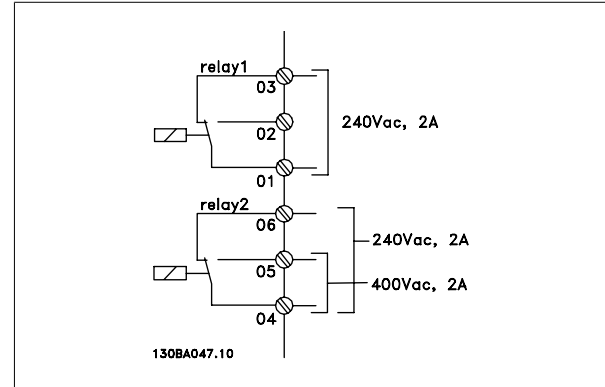 relay1
03
240Vac, 2A
02
01
relay2
06
240Vac, 2A
05
400Vac, 2A
04
130BA047.10